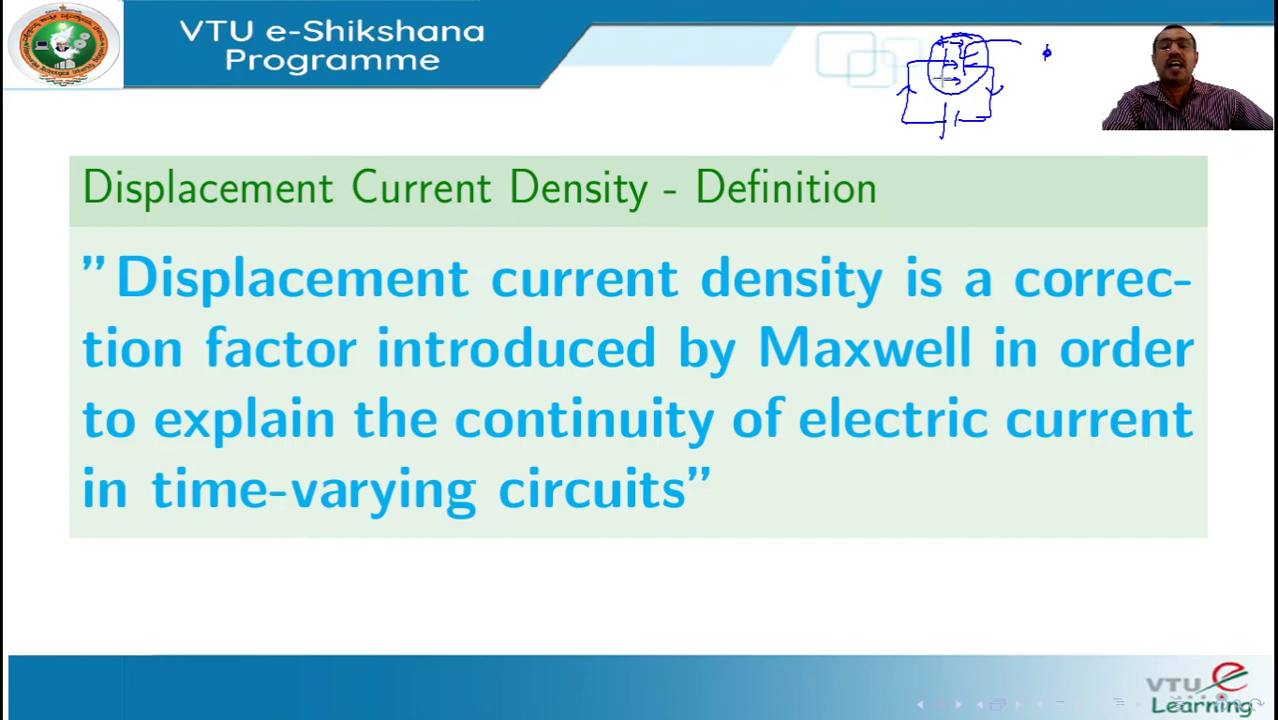 VTU e-Shikshana
Programme
Displacement Current Density - Definition
”Displacement current density is a correc-
tion factor introduced by Maxwell in order
to explain the continuity of electric current
in time-varying circuits”
VTU
Learning